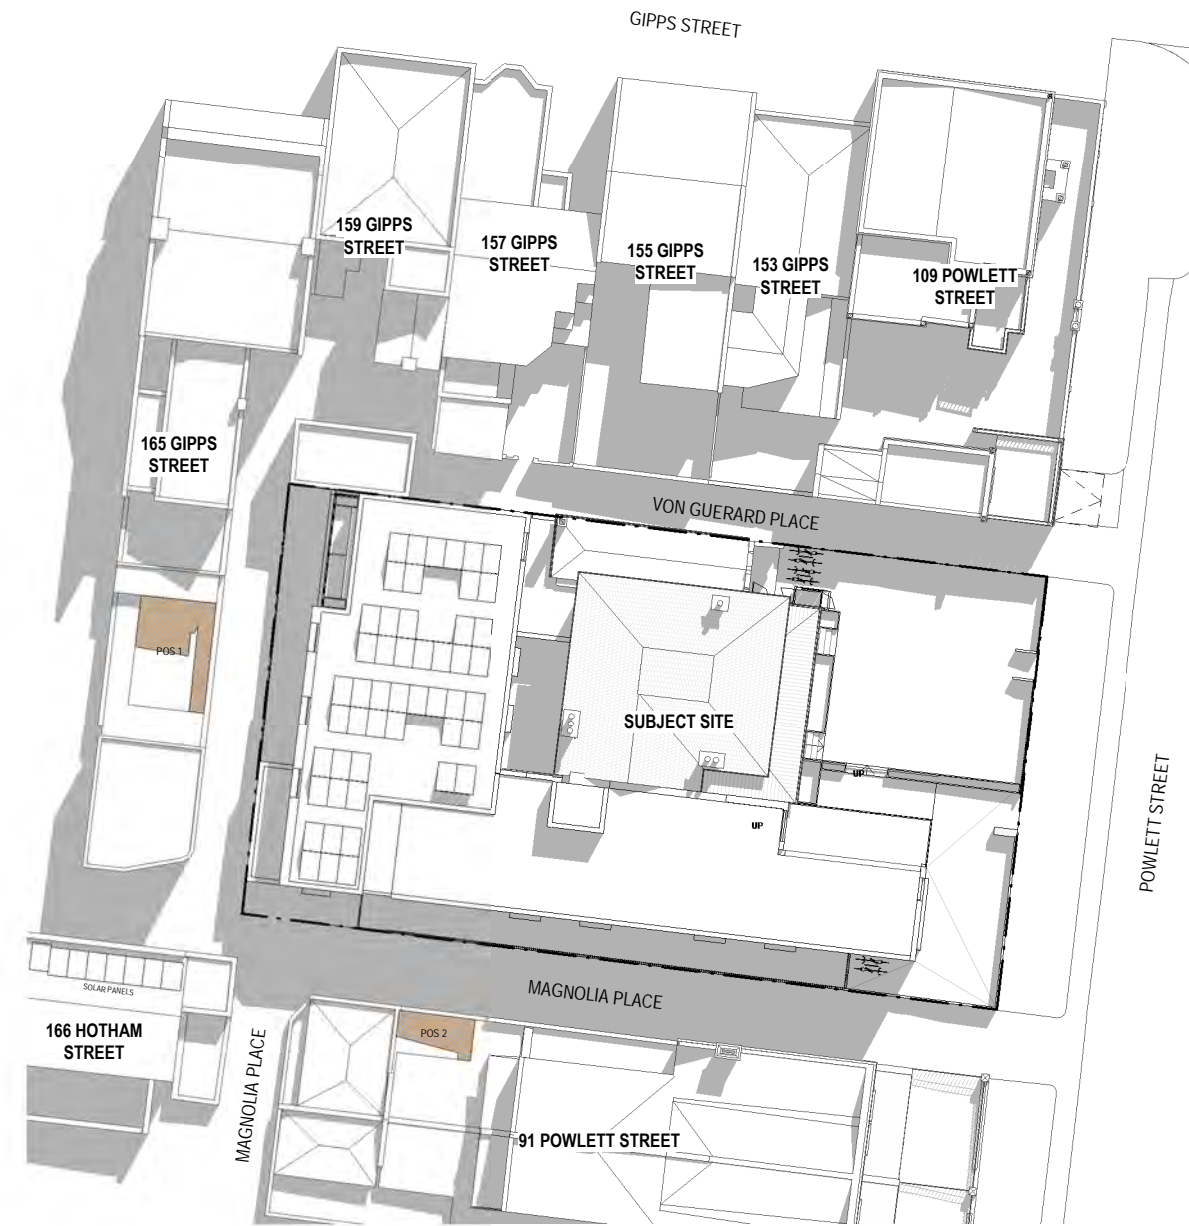 GIPPS STREET
159 GIPPS
STREET
157 GIPPS
STREET
155 GIPPS
STREET
153 GIPPS
STREET
109 POWLETT
STREET
165 GIPPS
STREET
VON GUERARD PLACE
POS 1
SUBJECT SITE
UP
UP
POWLETT STREET
SOLAR PANELS
MAGNOLIA PLACE
166 HOTHAM
STREET
POS 2
MAGNOLIA PLACE
91 POWLETT STREET